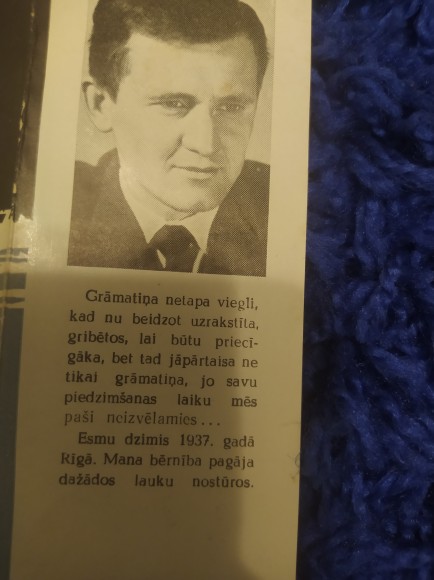 Grāmatiņa netapa viegli,
kad nu beidzot uzrakstīta,
gribētos, lai būtu priecī-
gāka, bet tad jāpārtaisa ne
tikai grāmatiņa, jo savu
piedzimšanas laiku mēs
paši neizvēlamies...
Esmu dzimis 1937. gadā
Rīgā. Mana bērnība pagāja
dažādos lauku nostūros.